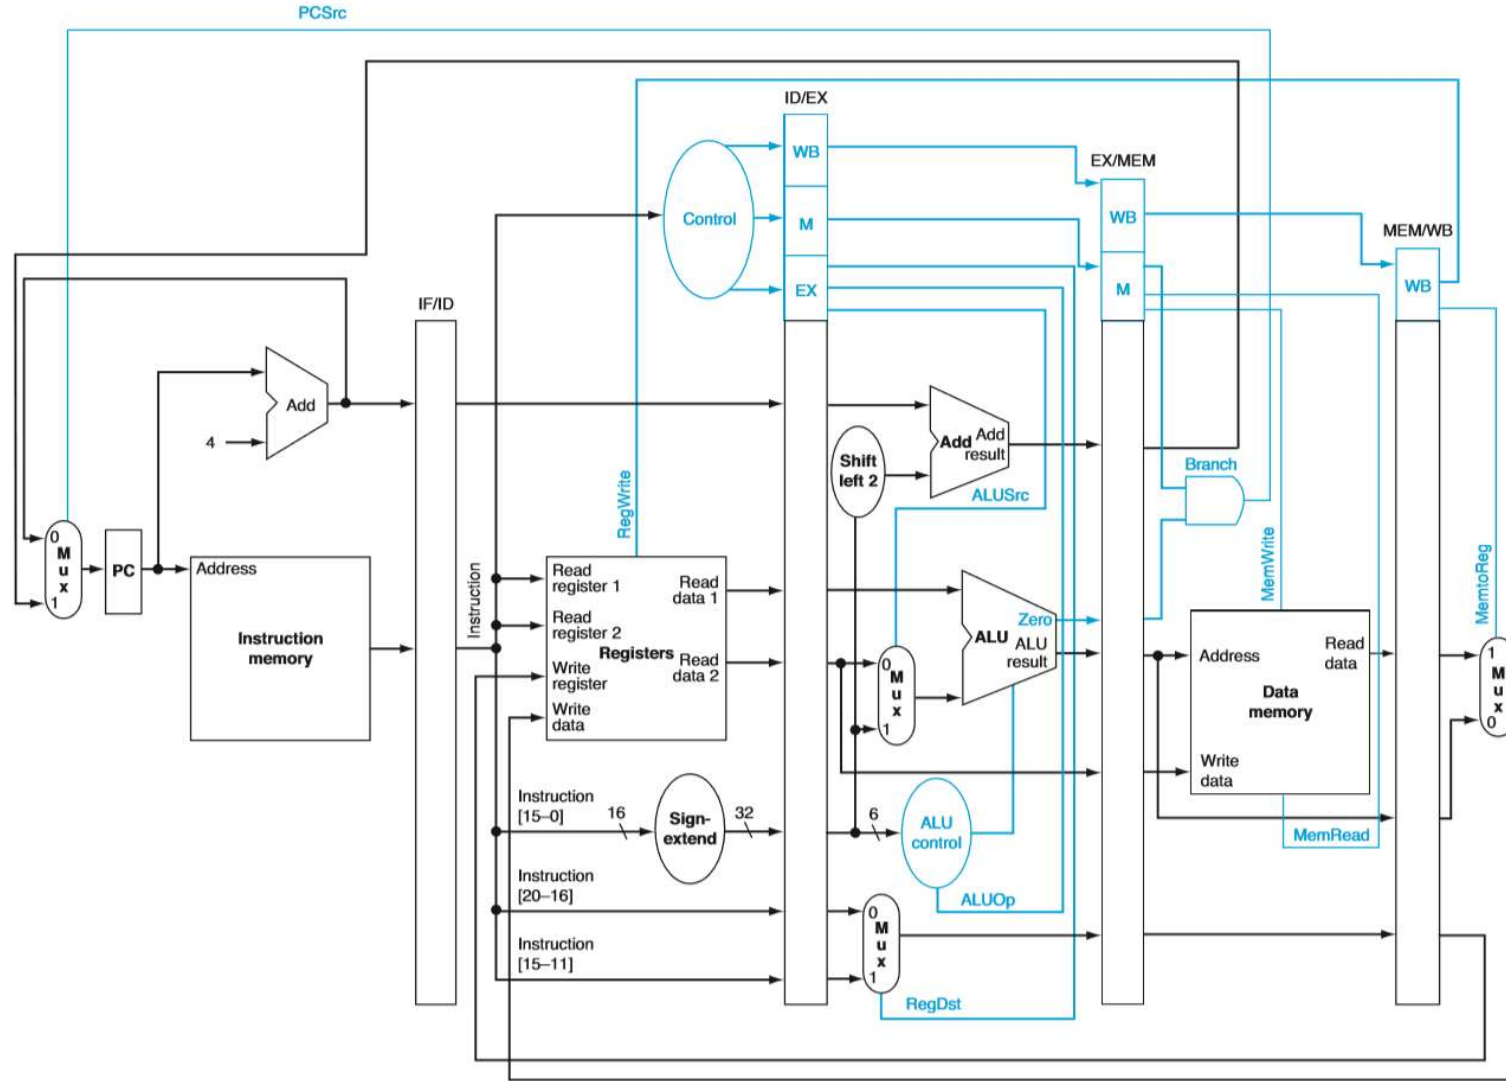 PCSrc
ID/EX
WB
EX/MEM
Control
M
WB
MEM/WB
EX
M
WB
IF/ID
Add
4
Add Add
result
Shift
left 2
Branch
ALUSrc
RegWrite
MemWrite
MemtoReg
0
M
u
x
1
PC
Address
Instruction
memory
Instruction
Read
register 1
Read
data 1
Read
register 2
Registers
Read
data 2
Write
register
Write
data
0
M
u
x
1
Zero
ALU
ALU
result
Address
Read
data
Data
memory
Write
data
1
M
u
x
0
Instruction
[15–0]
16
Sign-
extend
32
6
ALU
control
MemRead
Instruction
[20–16]
ALUOp
0
M
u
x
1
Instruction
[15–11]
RegDst